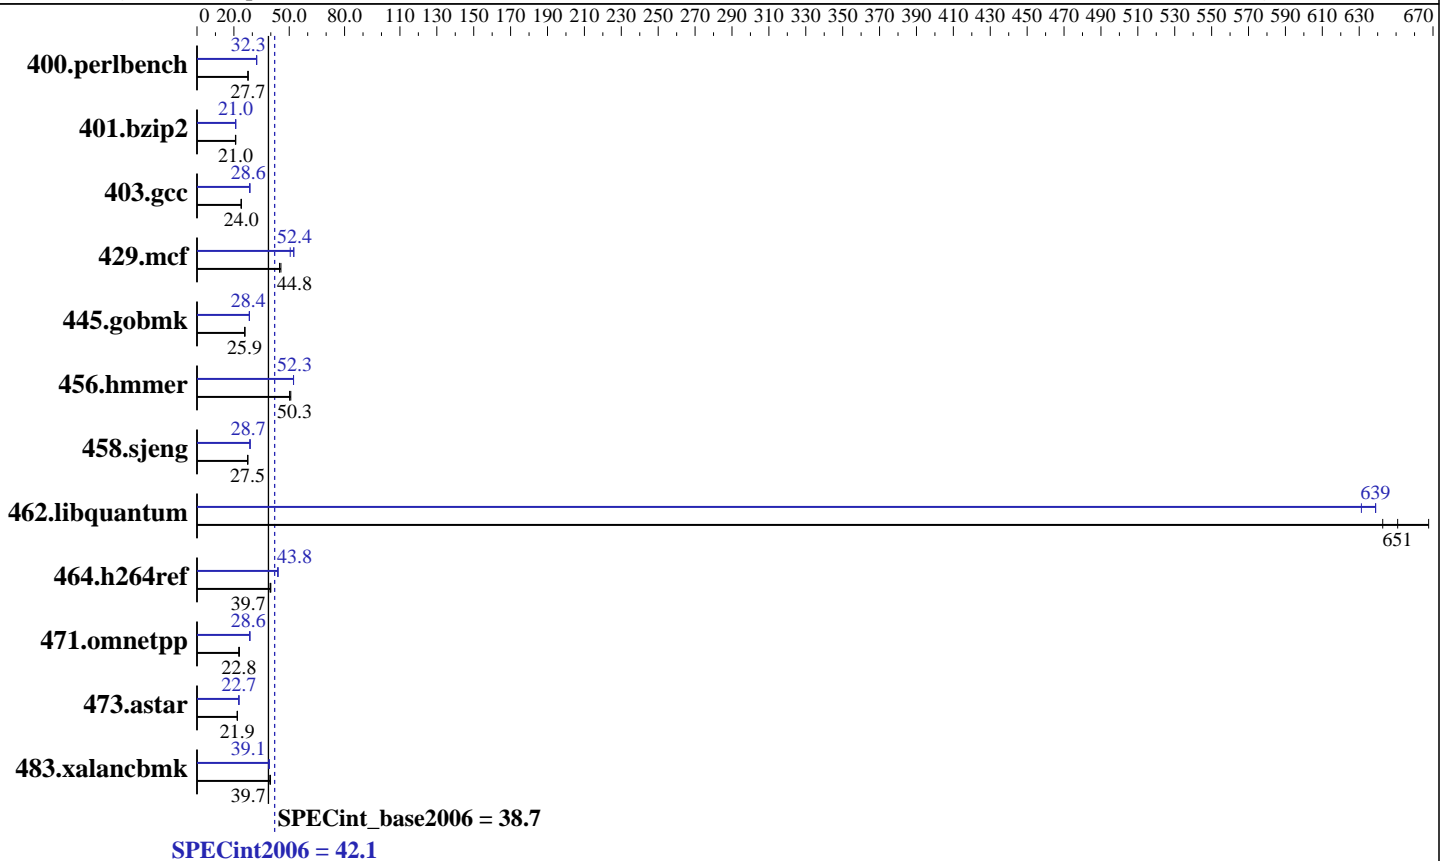 0 20.0 50.0 80.0 110 130 150 170 190 210 230 250 270 290 310 330 350 370 390 410 430 450 470 490 510 530 550 570 590 610 630 670
32.3
400.perlbench
27.7
21.0
401.bzip2
21.0
28.6
403.gcc
24.0
52.4
429.mcf
44.8
28.4
445.gobmk
25.9
52.3
456.hmmer
50.3
28.7
458.sjeng
27.5
639
462.libquantum
651
43.8
464.h264ref
39.7
28.6
471.omnetpp
22.8
22.7
473.astar
21.9
39.1
483.xalancbmk
39.7
SPECint_base2006 = 38.7
SPECint2006 = 42.1